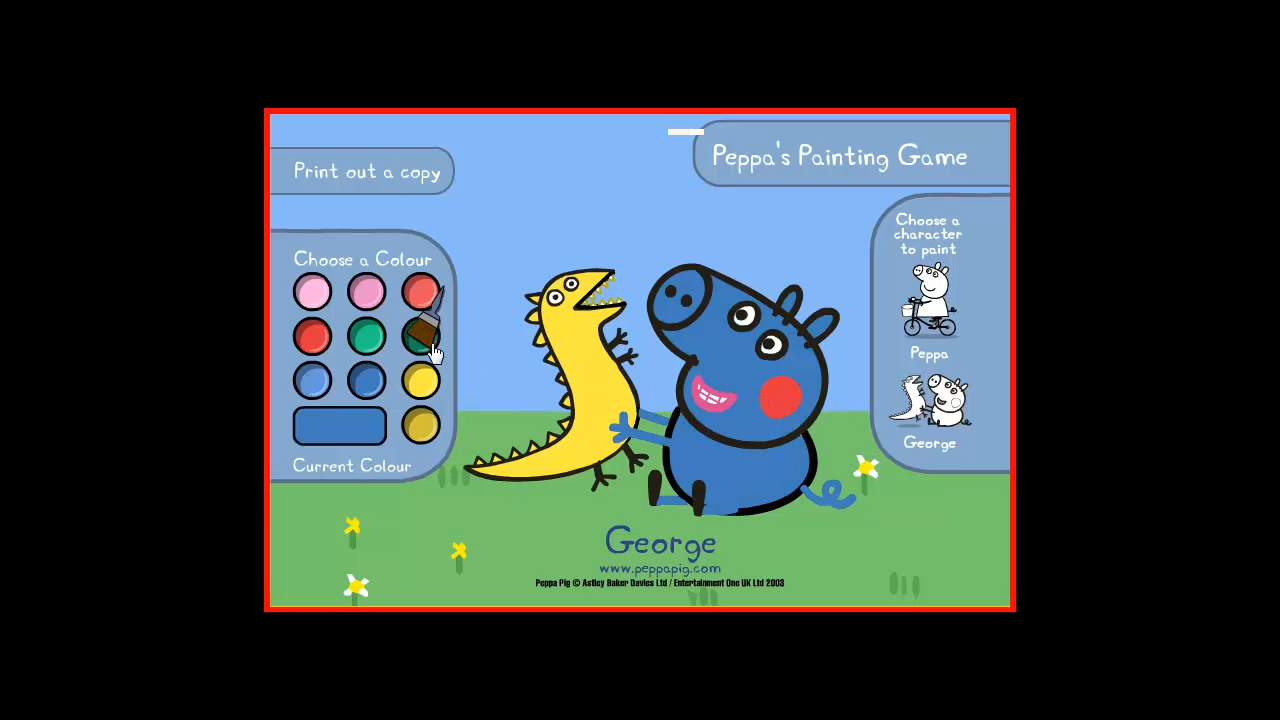 Print out a copy
Peppa's Painting Game
Choose a Colour
Current Colour
Choose a
character
to paint
Peppa
George
George
www.peppapig.com
Peppa Pig © Astley Baker Davies Ltd / Entertainment One UK Ltd 2003